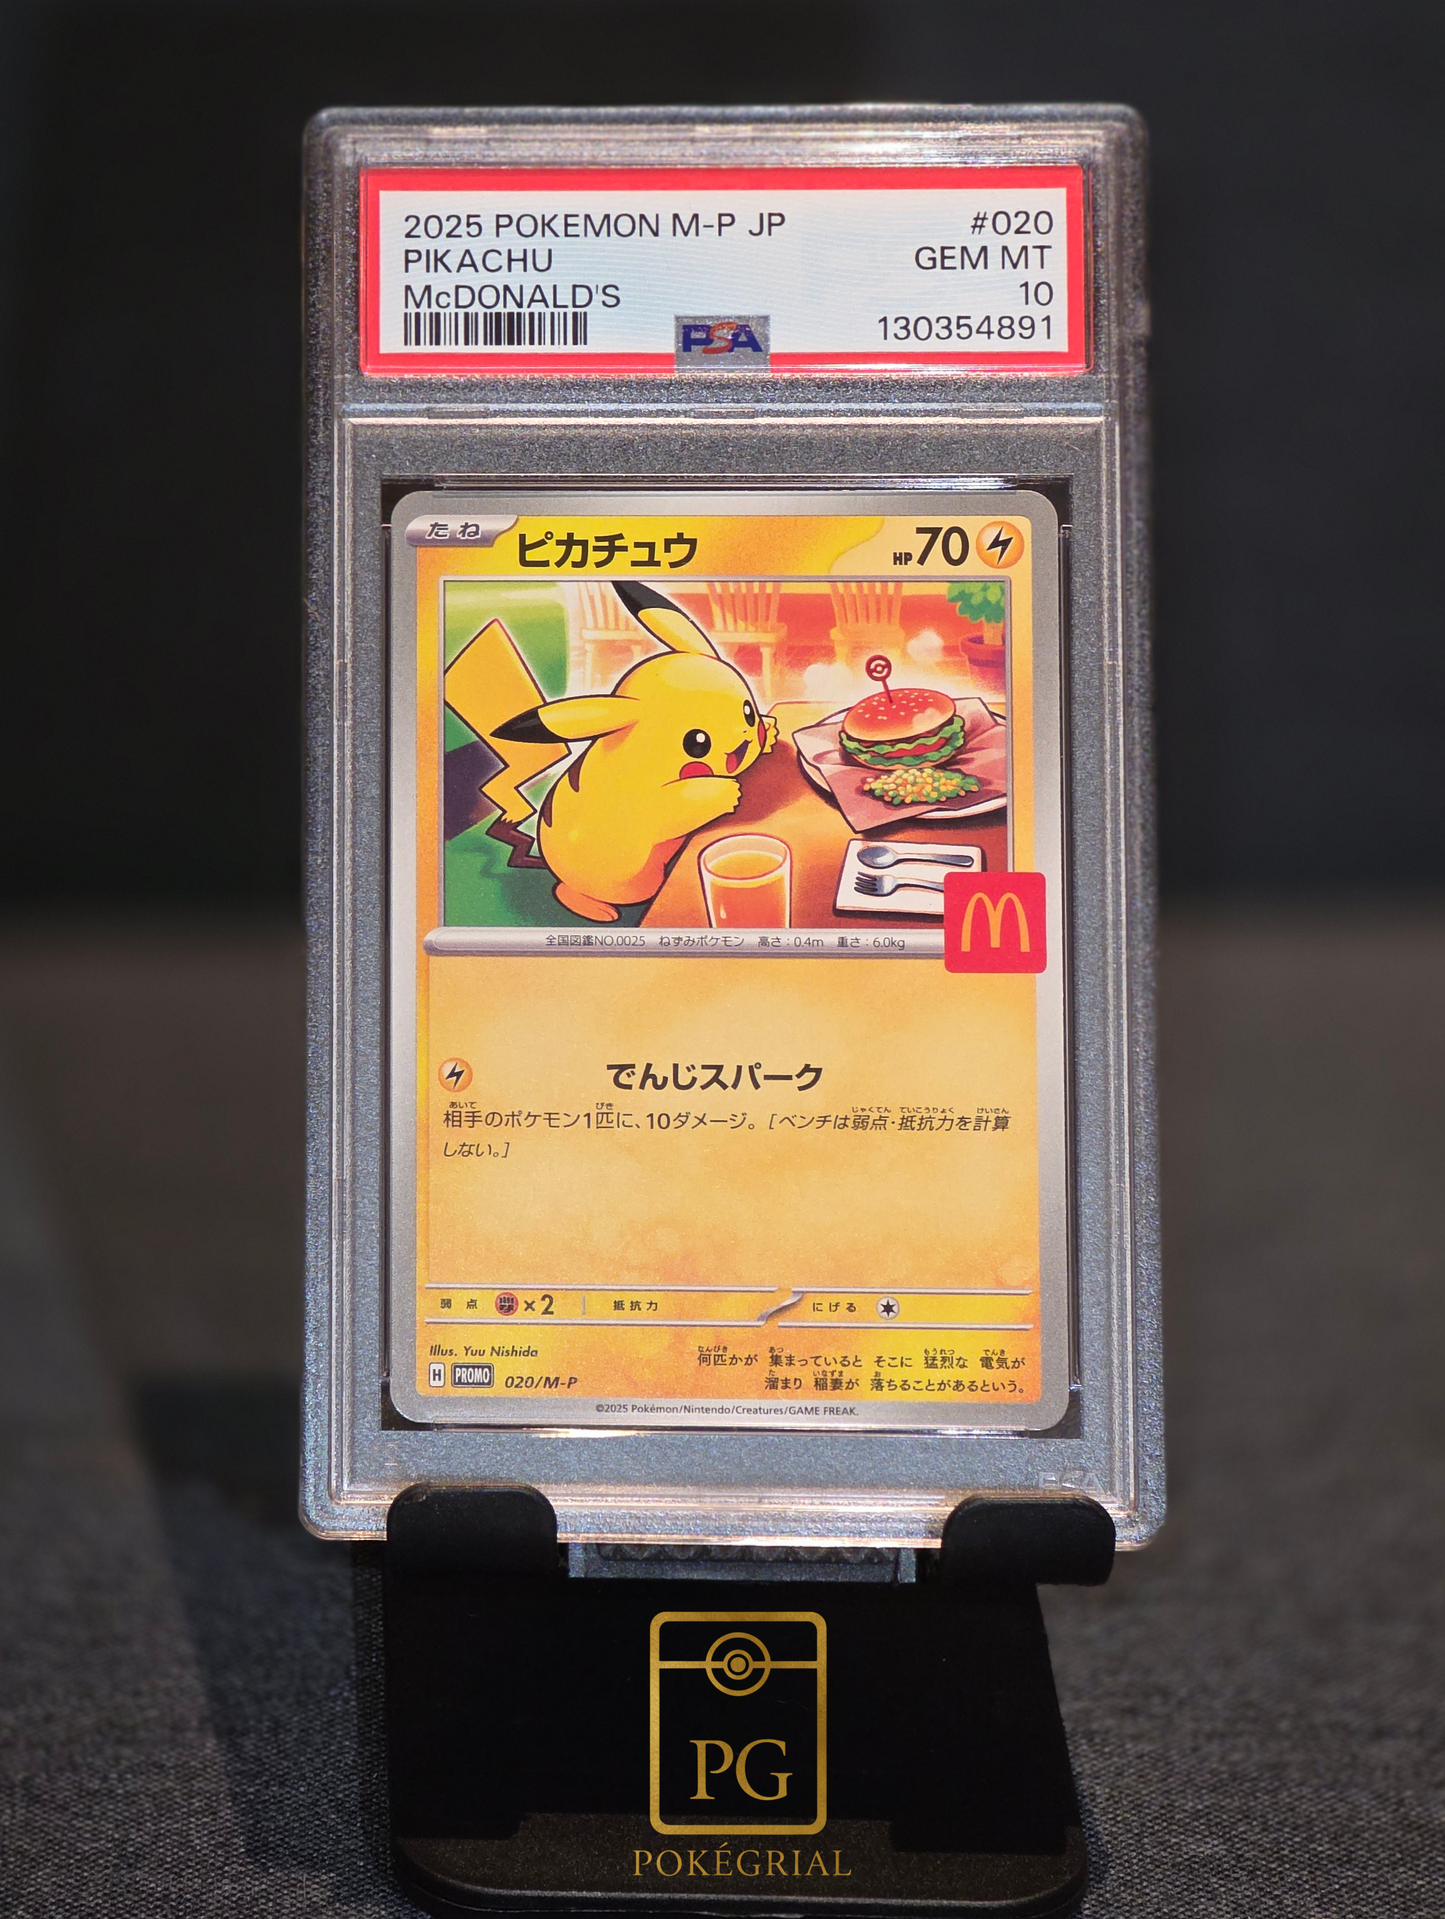 2025 POKEMON M-P JP #020
PIKACHU GEM MT
McDONALD'S 10
PSA 130354891
たね ピカチュウ HP70
全国図鑑NO.0025 ねずみポケモン 高さ:0.4m 重さ:6.0kg
でんじスパーク
相手のポケモン1匹に、10ダメージ。[ベンチは弱点・抵抗力を計算
しない。]
弱点 ×2 抵抗力 にげる
Illus. Yuu Nishida
H PROMO 020/M-P
何匹かが 集まっていると そこに 猛烈な 電気が
溜まり 稲妻が 落ちることがあるという。
©2025 Pokémon/Nintendo/Creatures/GAME FREAK.
PSA
PG
POKÉGRIAL